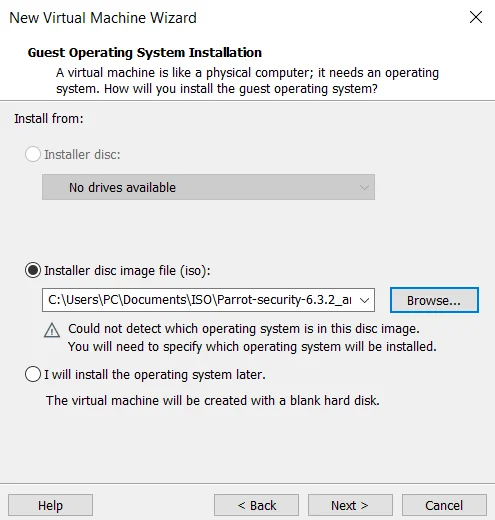 New Virtual Machine Wizard
Guest Operating System Installation
A virtual machine is like a physical computer; it needs an operating
system. How will you install the guest operating system?
Install from:
Installer disc:
No drives available
Installer disc image file (iso):
C:\Users\PC\Documents\ISO\Parrot-security-6.3.2_a
Browse...
Could not detect which operating system is in this disc image.
You will need to specify which operating system will be installed.
I will install the operating system later.
The virtual machine will be created with a blank hard disk.
Help
< Back
Next >
Cancel